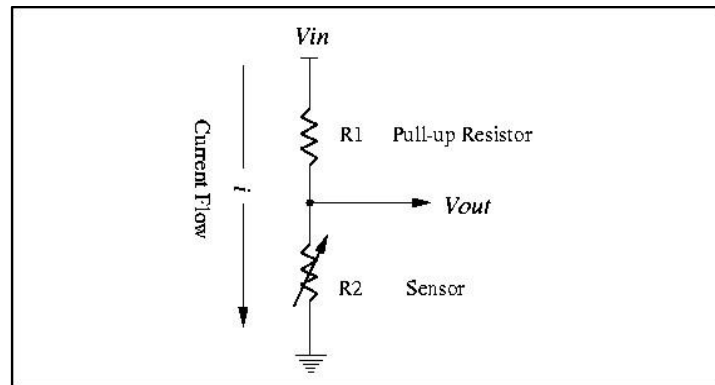 Vin
R1 Pull-up Resistor
Current Flow
i
Vout
R2 Sensor